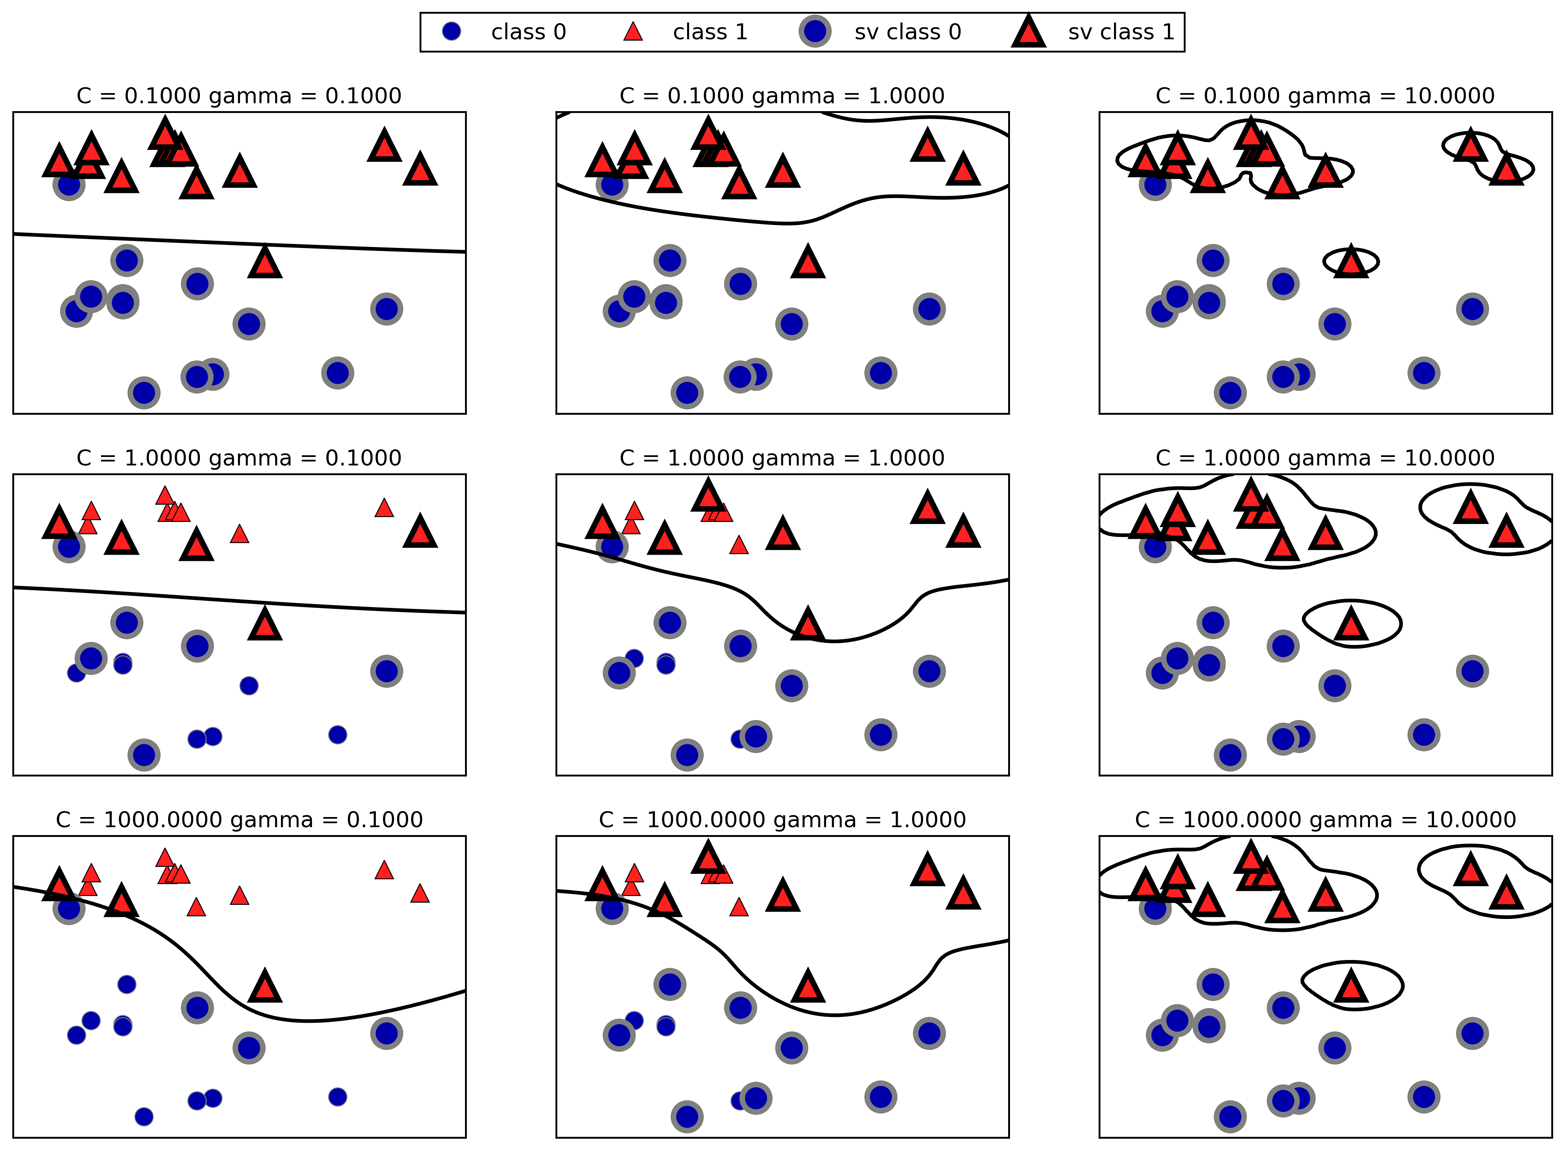 class 0 class 1 sv class 0 sv class 1
C = 0.1000 gamma = 0.1000
C = 0.1000 gamma = 1.0000
C = 0.1000 gamma = 10.0000
C = 1.0000 gamma = 0.1000
C = 1.0000 gamma = 1.0000
C = 1.0000 gamma = 10.0000
C = 1000.0000 gamma = 0.1000
C = 1000.0000 gamma = 1.0000
C = 1000.0000 gamma = 10.0000